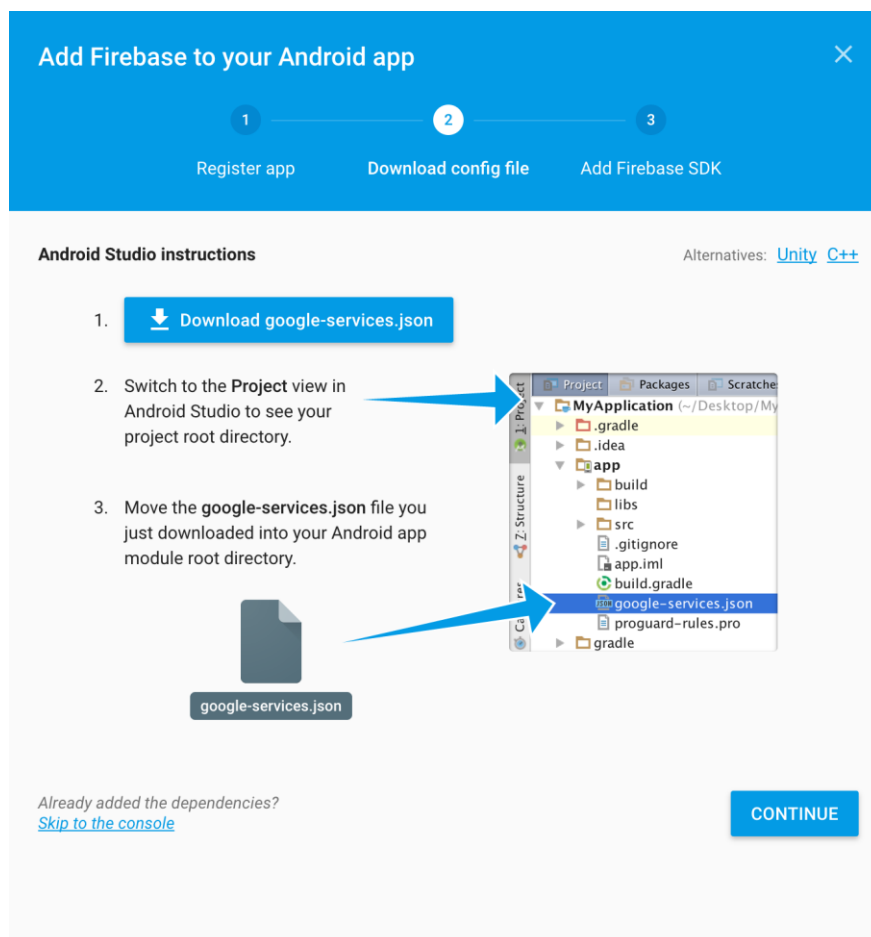 Add Firebase to your Android app
1
2
3
Register app
Download config file
Add Firebase SDK
Android Studio instructions
Alternatives: Unity C++
1. Download google-services.json
2. Switch to the Project view in
Android Studio to see your
project root directory.
3. Move the google-services.json file you
just downloaded into your Android app
module root directory.
google-services.json
1: Project
Z: Structure
Project
Packages
Scratche
MyApplication (~/Desktop/My
.gradle
.idea
app
build
libs
src
.gitignore
app.iml
build.gradle
google-services.json
proguard-rules.pro
gradle
Already added the dependencies?
Skip to the console
CONTINUE